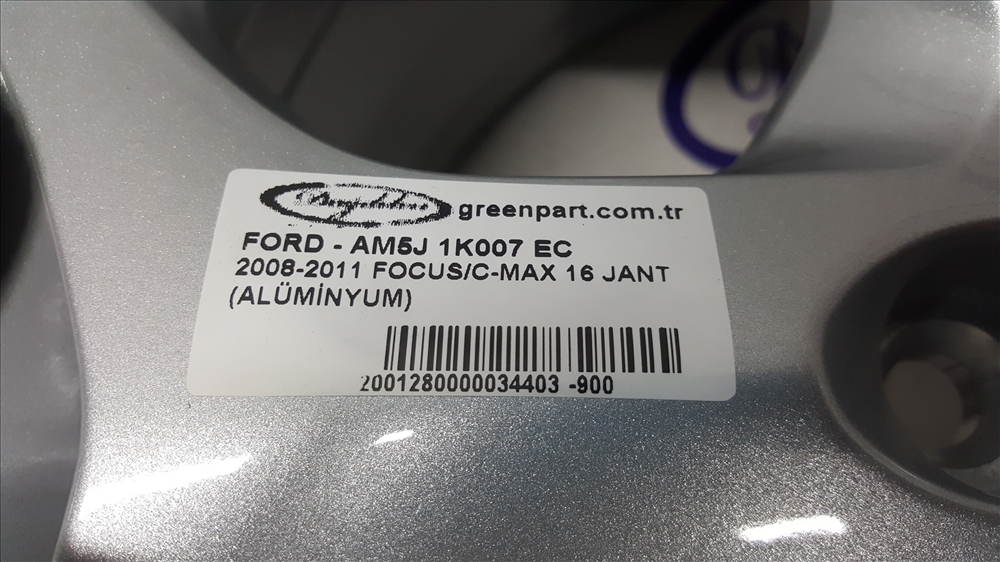 greenpart.com.tr
FORD - AM5J 1K007 EC
2008-2011 FOCUS/C-MAX 16 JANT
(ALÜMİNYUM)
2001280000034403 -900